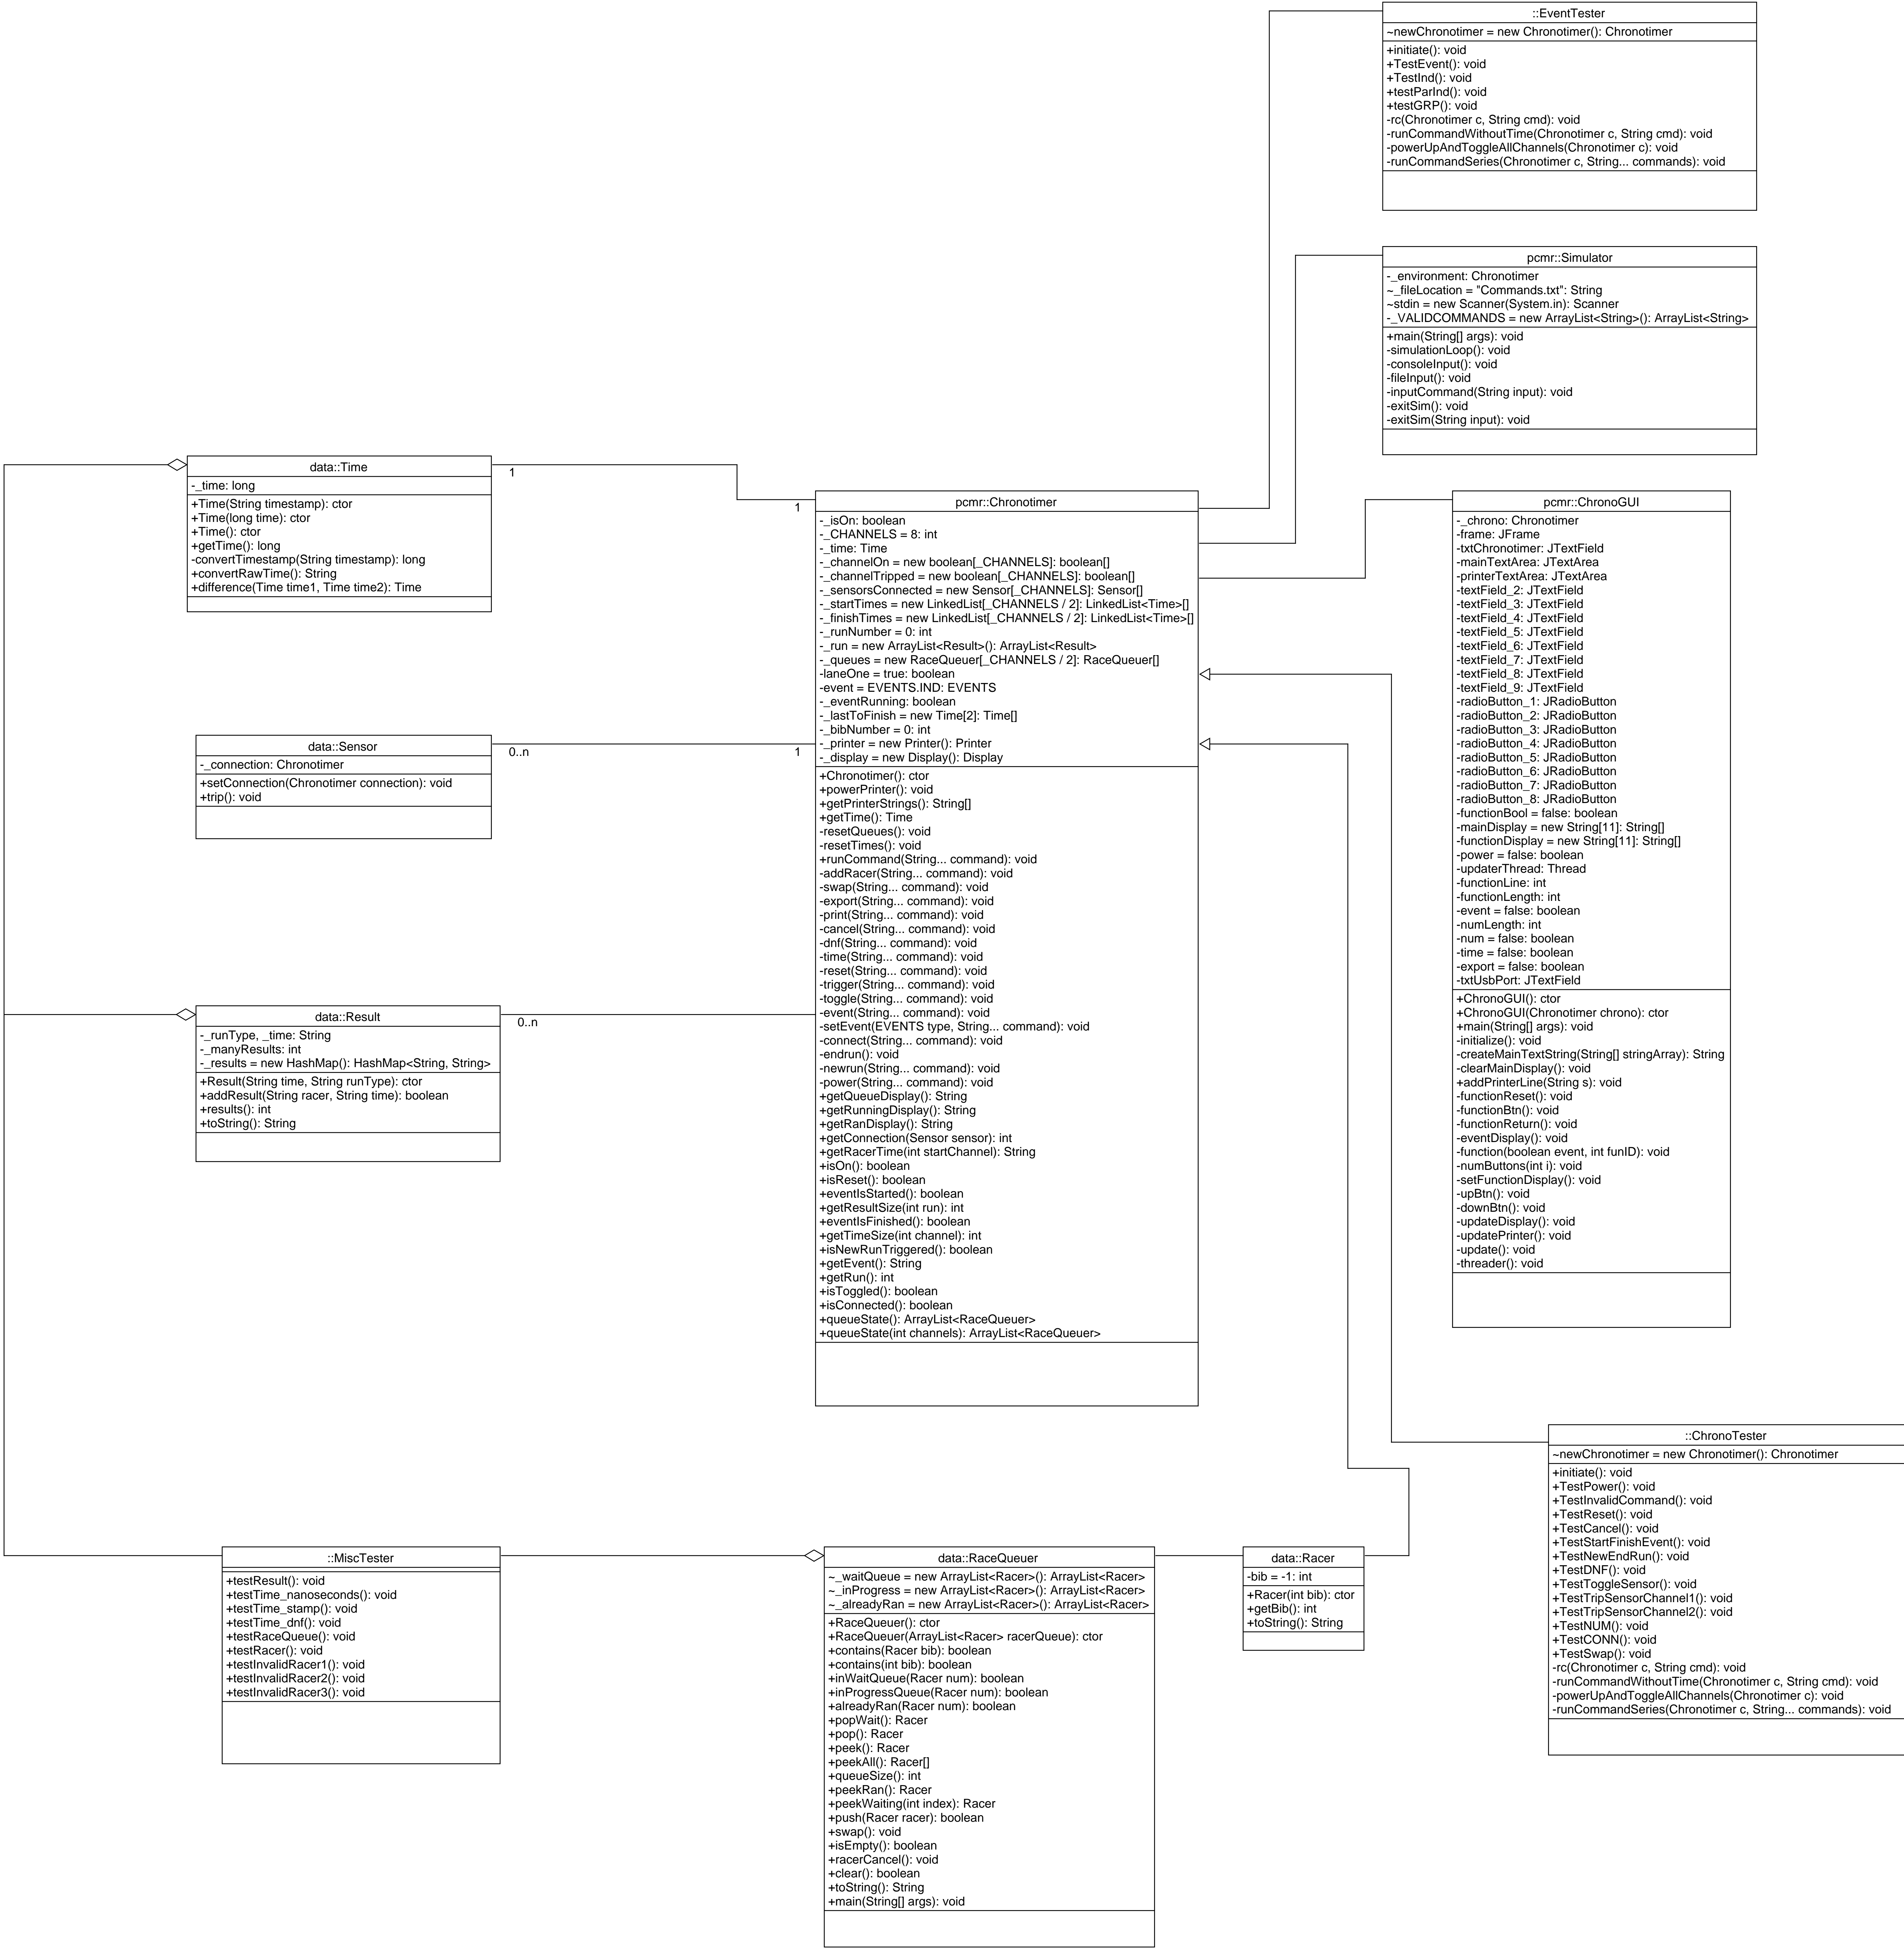 ::EventTester
~newChronotimer = new Chronotimer(): Chronotimer
+initiate(): void
+TestEvent(): void
+TestInd(): void
+testParInd(): void
+testGRP(): void
-rc(Chronotimer c, String cmd): void
-runCommandWithoutTime(Chronotimer c, String cmd): void
-powerUpAndToggleAllChannels(Chronotimer c): void
-runCommandSeries(Chronotimer c, String... commands): void
pcmr::Simulator
-_environment: Chronotimer
~_fileLocation = "Commands.txt": String
~stdin = new Scanner(System.in): Scanner
-_VALIDCOMMANDS = new ArrayList<String>(): ArrayList<String>
+main(String[] args): void
-simulationLoop(): void
-consoleInput(): void
-fileInput(): void
-inputCommand(String input): void
-exitSim(): void
-exitSim(String input): void
data::Time
-_time: long
+Time(String timestamp): ctor
+Time(long time): ctor
+Time(): ctor
+getTime(): long
-convertTimestamp(String timestamp): long
+convertRawTime(): String
+difference(Time time1, Time time2): Time
1
1
data::Sensor
-_connection: Chronotimer
+setConnection(Chronotimer connection): void
+trip(): void
0..n
1
data::Result
-_runType, _time: String
-_manyResults: int
-_results = new HashMap(): HashMap<String, String>
+Result(String time, String runType): ctor
+addResult(String racer, String time): boolean
+results(): int
+toString(): String
0..n
pcmr::Chronotimer
-_isOn: boolean
-_CHANNELS = 8: int
-_time: Time
-_channelOn = new boolean[_CHANNELS]: boolean[]
-_channelTripped = new boolean[_CHANNELS]: boolean[]
-_sensorsConnected = new Sensor[_CHANNELS]: Sensor[]
-_startTimes = new LinkedList[_CHANNELS / 2]: LinkedList<Time>[]
-_finishTimes = new LinkedList[_CHANNELS / 2]: LinkedList<Time>[]
-_runNumber = 0: int
-_run = new ArrayList<Result>(): ArrayList<Result>
-_queues = new RaceQueuer[_CHANNELS / 2]: RaceQueuer[]
-laneOne = true: boolean
-event = EVENTS.IND: EVENTS
-_eventRunning: boolean
-_lastToFinish = new Time[2]: Time[]
-_bibNumber = 0: int
-_printer = new Printer(): Printer
-_display = new Display(): Display
+Chronotimer(): ctor
+powerPrinter(): void
+getPrinterStrings(): String[]
+getTime(): Time
-resetQueues(): void
-resetTimes(): void
+runCommand(String... command): void
-addRacer(String... command): void
-swap(String... command): void
-export(String... command): void
-print(String... command): void
-cancel(String... command): void
-dnf(String... command): void
-time(String... command): void
-reset(String... command): void
-trigger(String... command): void
-toggle(String... command): void
-event(String... command): void
-setEvent(EVENTS type, String... command): void
-connect(String... command): void
-endrun(): void
-newrun(String... command): void
-power(String... command): void
+getQueueDisplay(): String
+getRunningDisplay(): String
+getRanDisplay(): String
+getConnection(Sensor sensor): int
+getRacerTime(int startChannel): String
+isOn(): boolean
+isReset(): boolean
+eventIsStarted(): boolean
+getResultSize(int run): int
+eventIsFinished(): boolean
+getTimeSize(int channel): int
+isNewRunTriggered(): boolean
+getEvent(): String
+getRun(): int
+isToggled(): boolean
+isConnected(): boolean
+queueState(): ArrayList<RaceQueuer>
+queueState(int channels): ArrayList<RaceQueuer>
pcmr::ChronoGUI
-_chrono: Chronotimer
-frame: JFrame
-txtChronotimer: JTextField
-mainTextArea: JTextArea
-printerTextArea: JTextArea
-textField_2: JTextField
-textField_3: JTextField
-textField_4: JTextField
-textField_5: JTextField
-textField_6: JTextField
-textField_7: JTextField
-textField_8: JTextField
-textField_9: JTextField
-radioButton_1: JRadioButton
-radioButton_2: JRadioButton
-radioButton_3: JRadioButton
-radioButton_4: JRadioButton
-radioButton_5: JRadioButton
-radioButton_6: JRadioButton
-radioButton_7: JRadioButton
-radioButton_8: JRadioButton
-functionBool = false: boolean
-mainDisplay = new String[11]: String[]
-functionDisplay = new String[11]: String[]
-power = false: boolean
-updaterThread: Thread
-functionLine: int
-functionLength: int
-event = false: boolean
-numLength: int
-num = false: boolean
-time = false: boolean
-export = false: boolean
-txtUsbPort: JTextField
+ChronoGUI(): ctor
+ChronoGUI(Chronotimer chrono): ctor
+main(String[] args): void
-initialize(): void
-createMainTextString(String[] stringArray): String
-clearMainDisplay(): void
+addPrinterLine(String s): void
-functionReset(): void
-functionBtn(): void
-functionReturn(): void
-eventDisplay(): void
-function(boolean event, int funID): void
-numButtons(int i): void
-setFunctionDisplay(): void
-upBtn(): void
-downBtn(): void
-updateDisplay(): void
-updatePrinter(): void
-update(): void
-threader(): void
::ChronoTester
~newChronotimer = new Chronotimer(): Chronotimer
+initiate(): void
+TestPower(): void
+TestInvalidCommand(): void
+TestReset(): void
+TestCancel(): void
+TestStartFinishEvent(): void
+TestNewEndRun(): void
+TestDNF(): void
+TestToggleSensor(): void
+TestTripSensorChannel1(): void
+TestTripSensorChannel2(): void
+TestNUM(): void
+TestCONN(): void
+TestSwap(): void
-rc(Chronotimer c, String cmd): void
-runCommandWithoutTime(Chronotimer c, String cmd): void
-powerUpAndToggleAllChannels(Chronotimer c): void
-runCommandSeries(Chronotimer c, String... commands): void
::MiscTester
+testResult(): void
+testTime_nanoseconds(): void
+testTime_stamp(): void
+testTime_dnf(): void
+testRaceQueue(): void
+testRacer(): void
+testInvalidRacer1(): void
+testInvalidRacer2(): void
+testInvalidRacer3(): void
data::RaceQueuer
~_waitQueue = new ArrayList<Racer>(): ArrayList<Racer>
~_inProgress = new ArrayList<Racer>(): ArrayList<Racer>
~_alreadyRan = new ArrayList<Racer>(): ArrayList<Racer>
+RaceQueuer(): ctor
+RaceQueuer(ArrayList<Racer> racerQueue): ctor
+contains(Racer bib): boolean
+contains(int bib): boolean
+inWaitQueue(Racer num): boolean
+inProgressQueue(Racer num): boolean
+alreadyRan(Racer num): boolean
+popWait(): Racer
+pop(): Racer
+peek(): Racer
+peekAll(): Racer[]
+queueSize(): int
+peekRan(): Racer
+peekWaiting(int index): Racer
+push(Racer racer): boolean
+swap(): void
+isEmpty(): boolean
+racerCancel(): void
+clear(): boolean
+toString(): String
+main(String[] args): void
data::Racer
-bib = -1: int
+Racer(int bib): ctor
+getBib(): int
+toString(): String